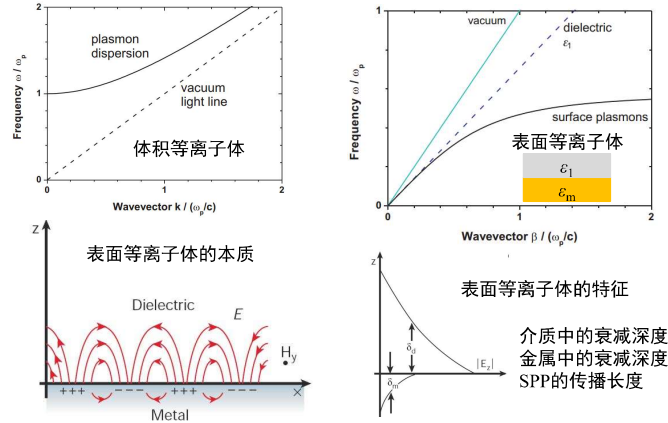 2
plasmon
dispersion
vacuum
light line
1
体积等离子体
0
0
1
2
Frequency ω / ωp
Wavevector k / (ωp/c)
1
vacuum
dielectric
ε1
surface plasmons
表面等离子体
ε1
εm
0
0
1
2
Frequency ω / ωp
Wavevector β / (ωp/c)
z
表面等离子体的本质
Dielectric
E
Hy
+++ --- +++ --- x
Metal
z
表面等离子体的特征
δd
|Ez|
δm
介质中的衰减深度
金属中的衰减深度
SPP的传播长度